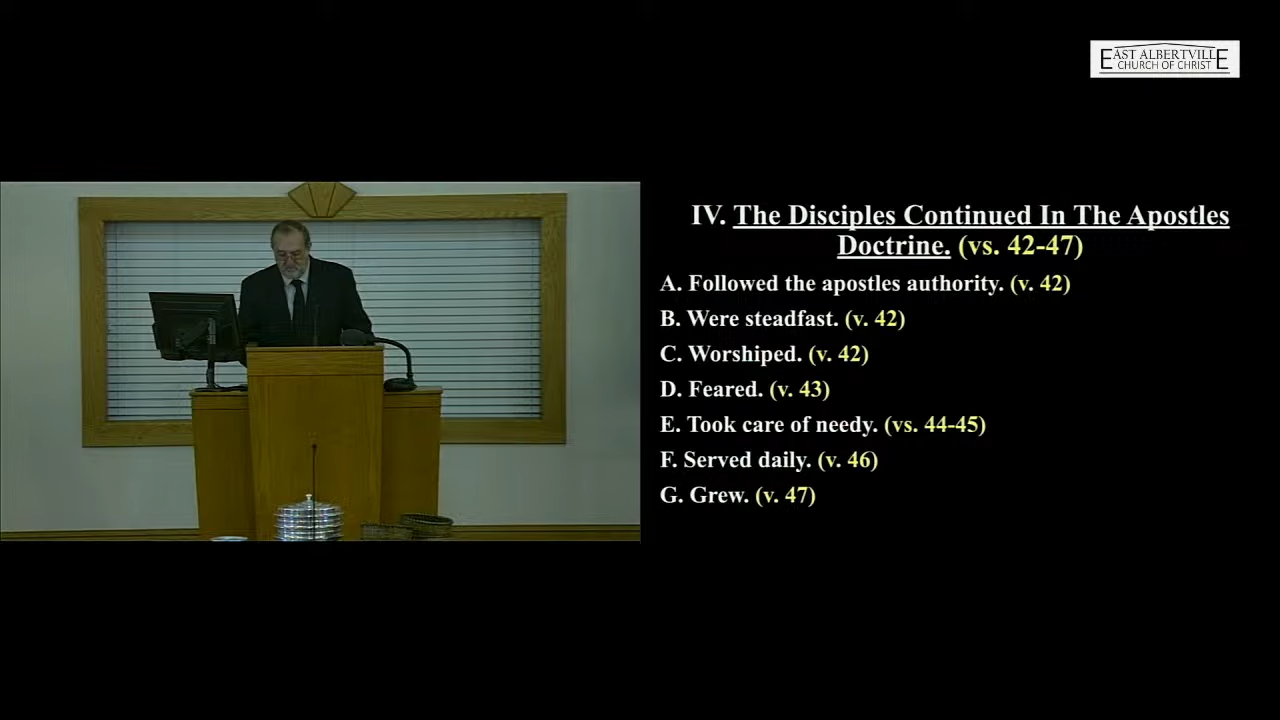 EAST ALBERTVILLE
CHURCH OF CHRIST
IV. The Disciples Continued In The Apostles
Doctrine. (vs. 42-47)
A. Followed the apostles authority. (v. 42)
B. Were steadfast. (v. 42)
C. Worshiped. (v. 42)
D. Feared. (v. 43)
E. Took care of needy. (vs. 44-45)
F. Served daily. (v. 46)
G. Grew. (v. 47)